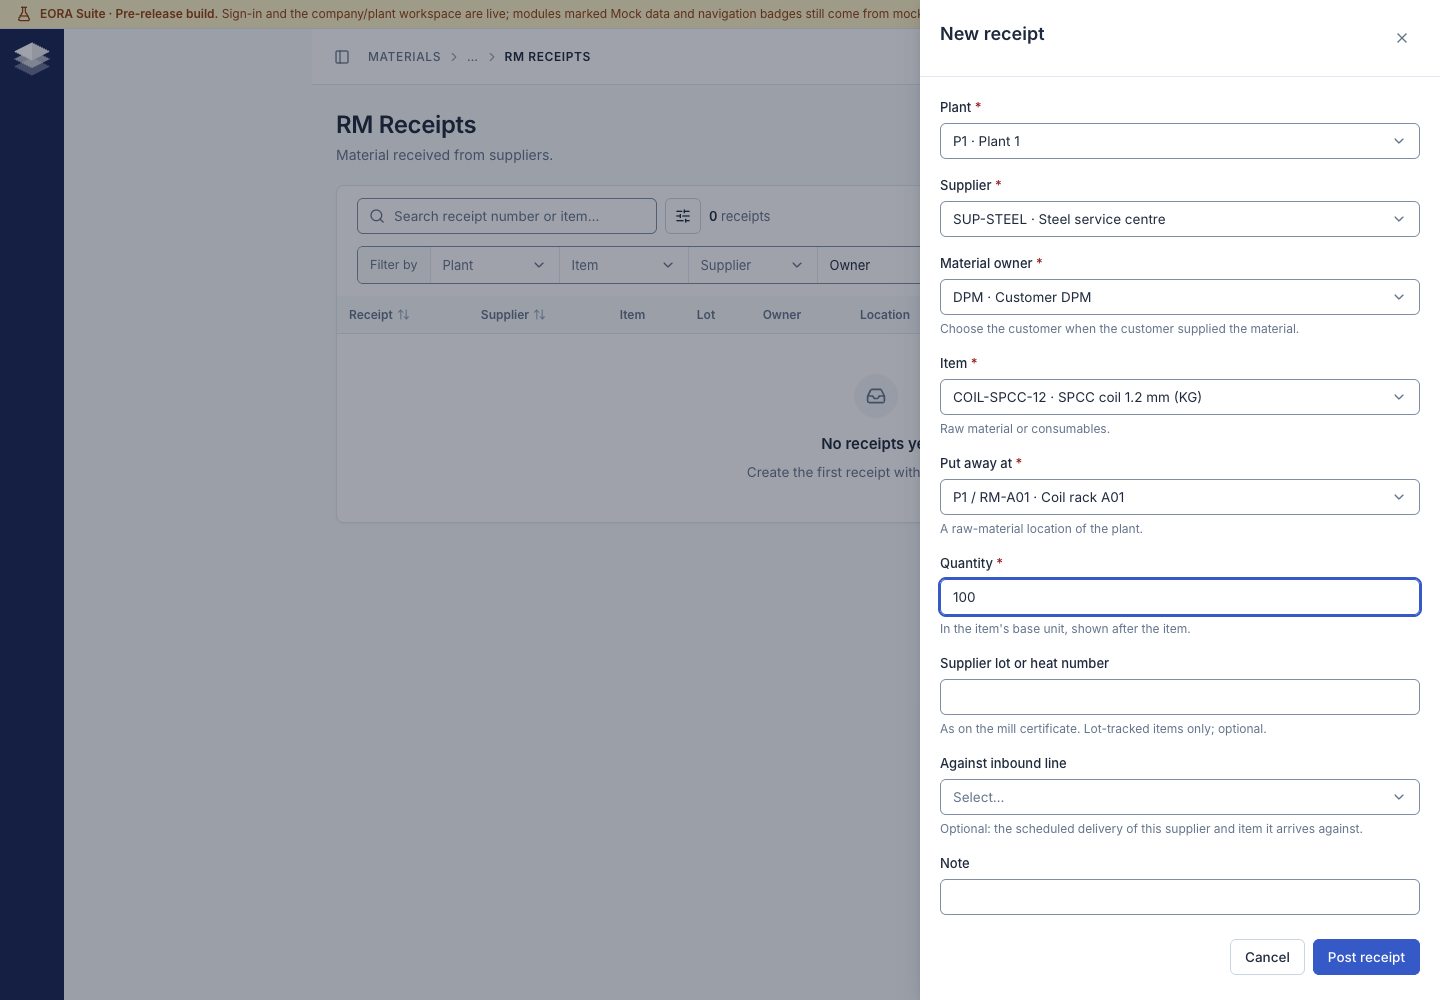 EORA Suite · Pre-release build. Sign-in and the company/plant workspace are live; modules marked Mock data and navigation badges still come from mock
MATERIALS > ... > RM RECEIPTS
RM Receipts
Material received from suppliers.
Search receipt number or item...
0 receipts
Filter by Plant Item Supplier Owner
Receipt Supplier Item Lot Owner Location
No receipts ye
Create the first receipt with
New receipt
Plant *
P1 · Plant 1
Supplier *
SUP-STEEL · Steel service centre
Material owner *
DPM · Customer DPM
Choose the customer when the customer supplied the material.
Item *
COIL-SPCC-12 · SPCC coil 1.2 mm (KG)
Raw material or consumables.
Put away at *
P1 / RM-A01 · Coil rack A01
A raw-material location of the plant.
Quantity *
100
In the item's base unit, shown after the item.
Supplier lot or heat number
As on the mill certificate. Lot-tracked items only; optional.
Against inbound line
Select...
Optional: the scheduled delivery of this supplier and item it arrives against.
Note
Cancel
Post receipt